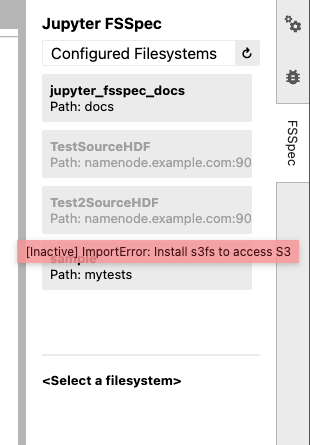 Jupyter FSSpec
Configured Filesystems
jupyter_fsspec_docs
Path: docs
TestSourceHDF
Path: namenode.example.com:90
Test2SourceHDF
Path: namenode.example.com:90
[Inactive] ImportError: Install s3fs to access S3
sample
Path: mytests
<Select a filesystem>
FSSpec